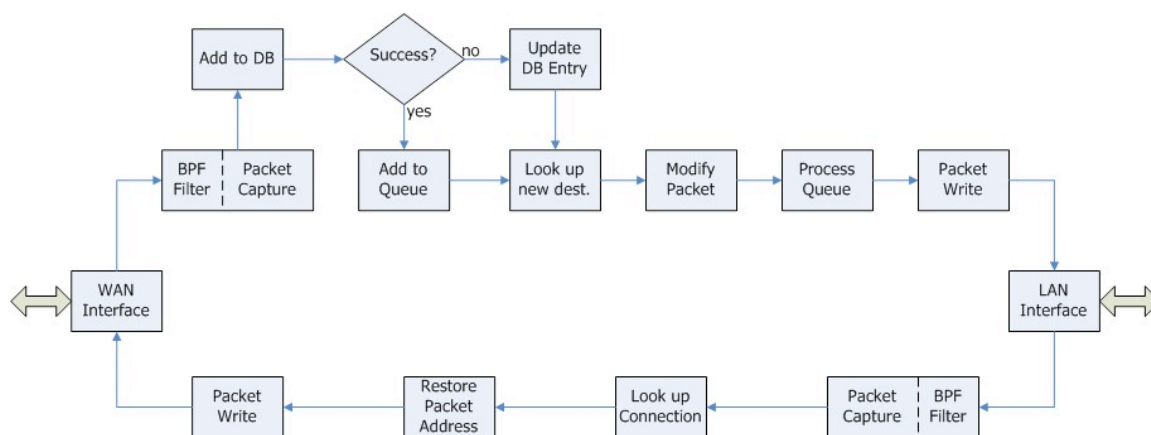 Add to DB
Success?
no
Update
DB Entry
yes
BPF
Filter
Packet
Capture
Add to
Queue
Look up
new dest.
Modify
Packet
Process
Queue
Packet
Write
WAN
Interface
LAN
Interface
Packet
Write
Restore
Packet
Address
Look up
Connection
Packet
Capture
BPF
Filter